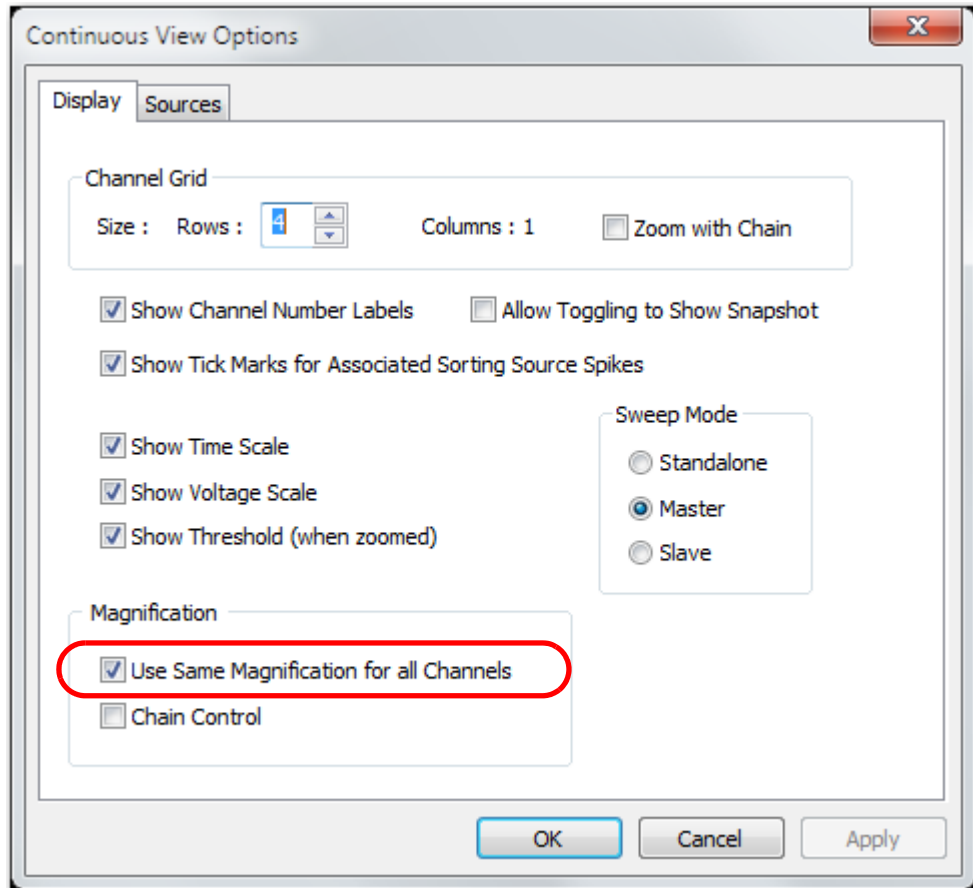 Continuous View Options
Display Sources
Channel Grid
Size : Rows : 4 Columns : 1 Zoom with Chain
Show Channel Number Labels Allow Toggling to Show Snapshot
Show Tick Marks for Associated Sorting Source Spikes
Sweep Mode
Show Time Scale
Standalone
Show Voltage Scale
Master
Show Threshold (when zoomed)
Slave
Magnification
Use Same Magnification for all Channels
Chain Control
OK Cancel Apply